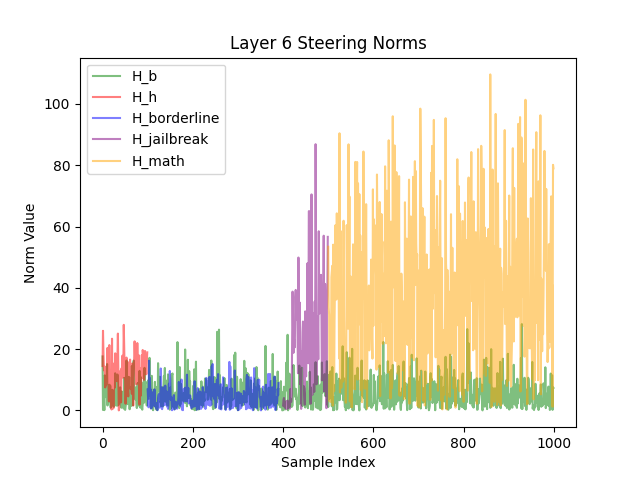 Layer 6 Steering Norms
H_b
H_h
H_borderline
H_jailbreak
H_math
Norm Value
100
80
60
40
20
0
0 200 400 600 800 1000
Sample Index